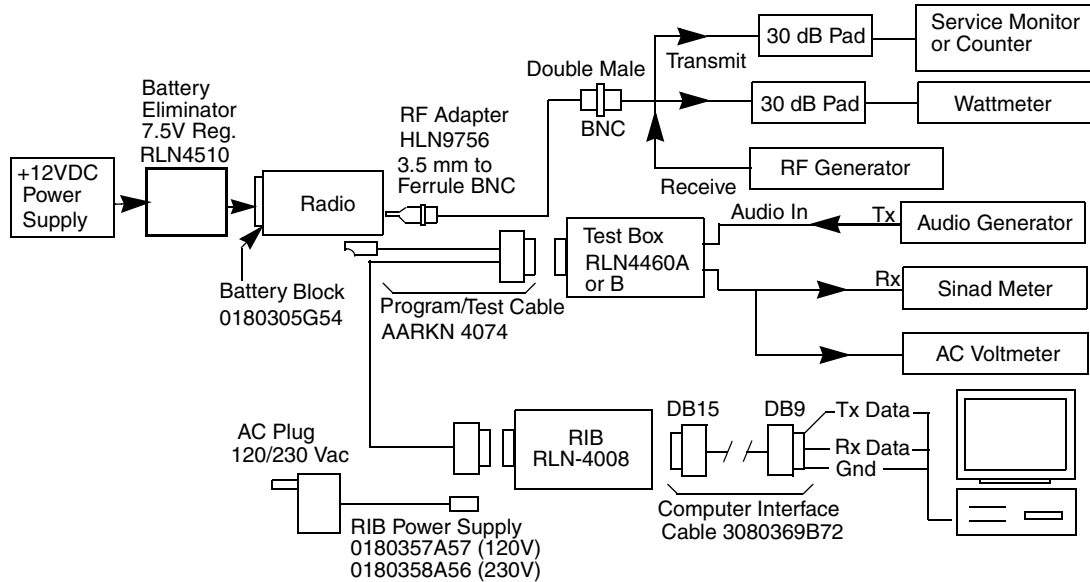 Service Monitor
or Counter
30 dB Pad
Transmit
Double Male
BNC
30 dB Pad
Wattmeter
Battery
Eliminator
7.5V Reg.
RLN4510
RF Adapter
HLN9756
3.5 mm to
Ferrule BNC
+12VDC
Power
Supply
Radio
RF Generator
Receive
Audio In
Tx
Audio Generator
Test Box
RLN4460A
or B
Rx
Sinad Meter
Battery Block
0180305G54
Program/Test Cable
AARKN 4074
AC Voltmeter
DB15
DB9
Tx Data
Rx Data
Gnd
AC Plug
120/230 Vac
RIB
RLN-4008
Computer Interface
Cable 3080369B72
RIB Power Supply
0180357A57 (120V)
0180358A56 (230V)